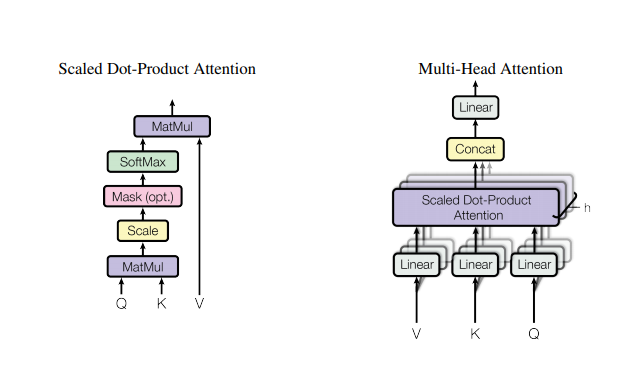 Scaled Dot-Product Attention
MatMul
SoftMax
Mask (opt.)
Scale
MatMul
Q K V
Multi-Head Attention
Linear
Concat
Scaled Dot-Product
Attention
h
Linear Linear Linear
V K Q